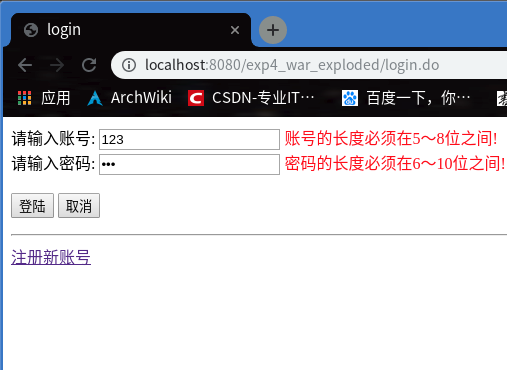 login
localhost:8080/exp4_war_exploded/login.do
应用 ArchWiki CSDN-专业IT… 百度一下，你…
请输入账号: 123 账号的长度必须在5～8位之间!
请输入密码: ••• 密码的长度必须在6～10位之间!
登陆 取消
注册新账号